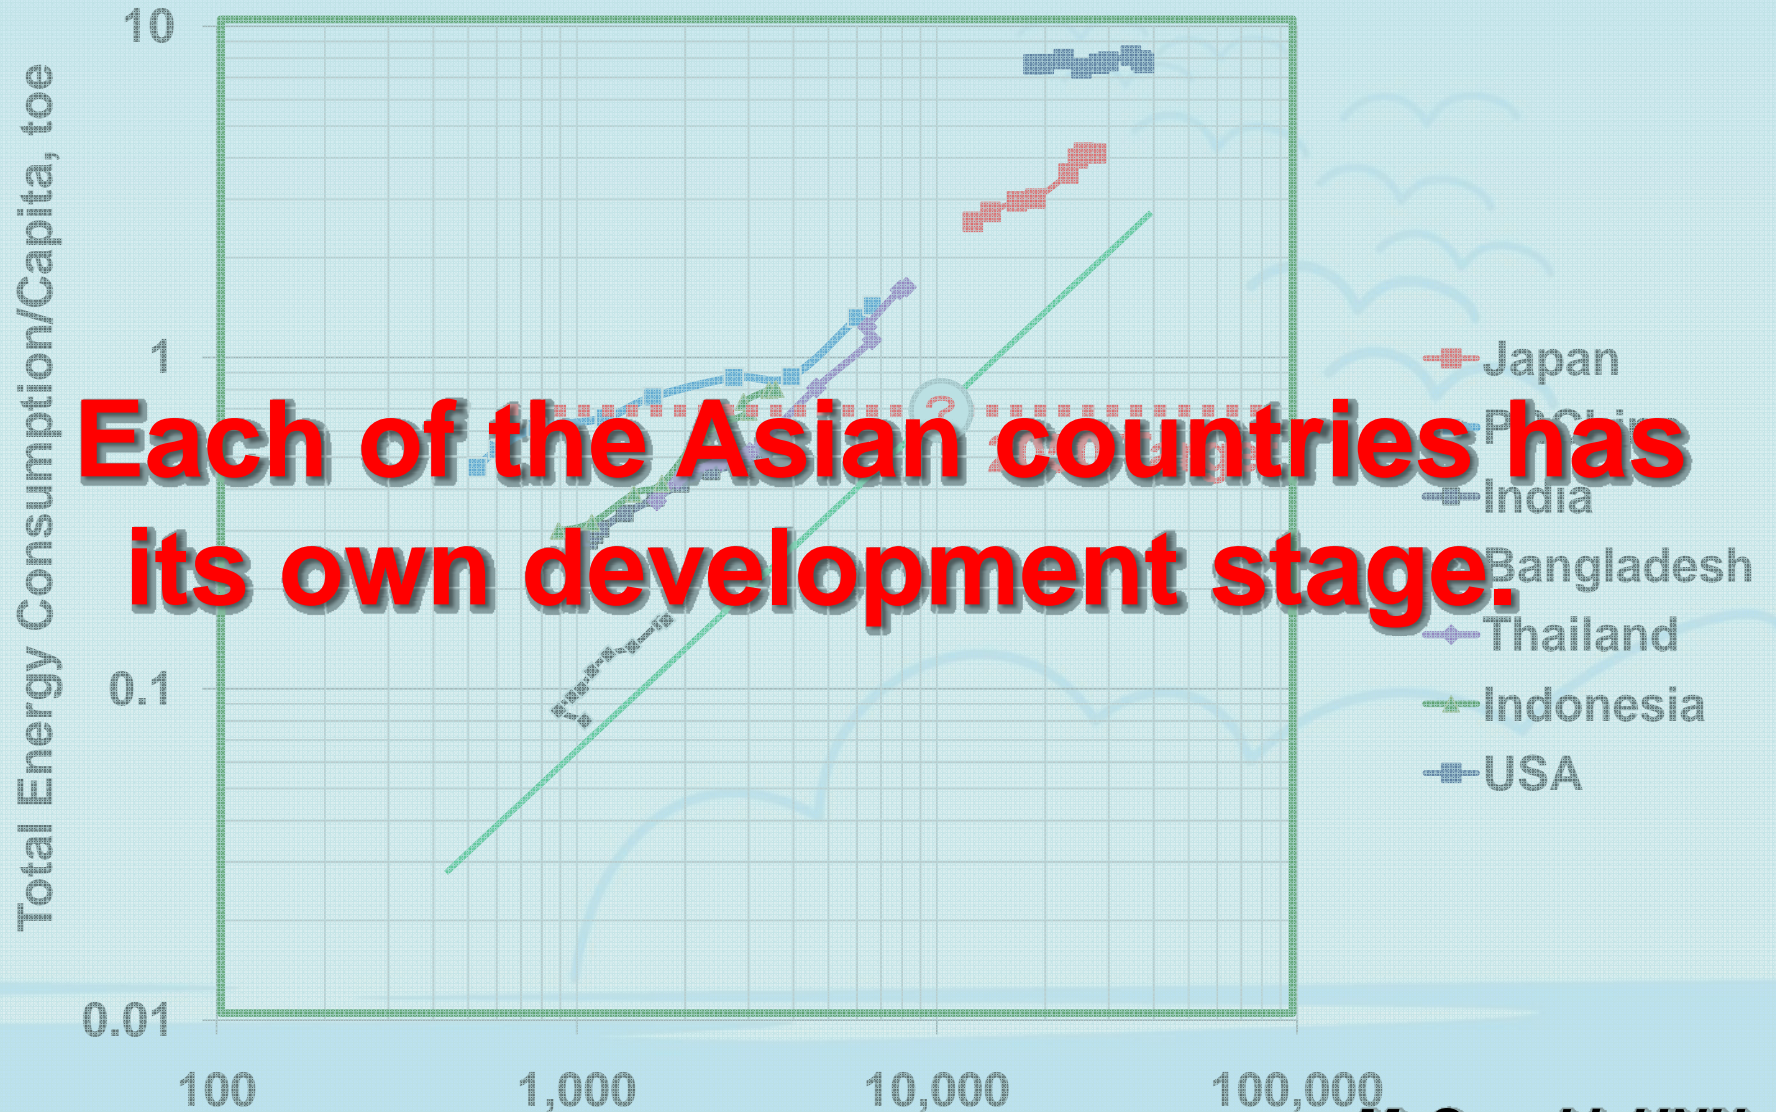 10
Total Energy Consumption/Capita, toe
1
Japan
Each of the Asian countries has
?
India
its own development stage.
Bangladesh
Thailand
0.1
Indonesia
USA
0.01
100
1,000
10,000
100,000